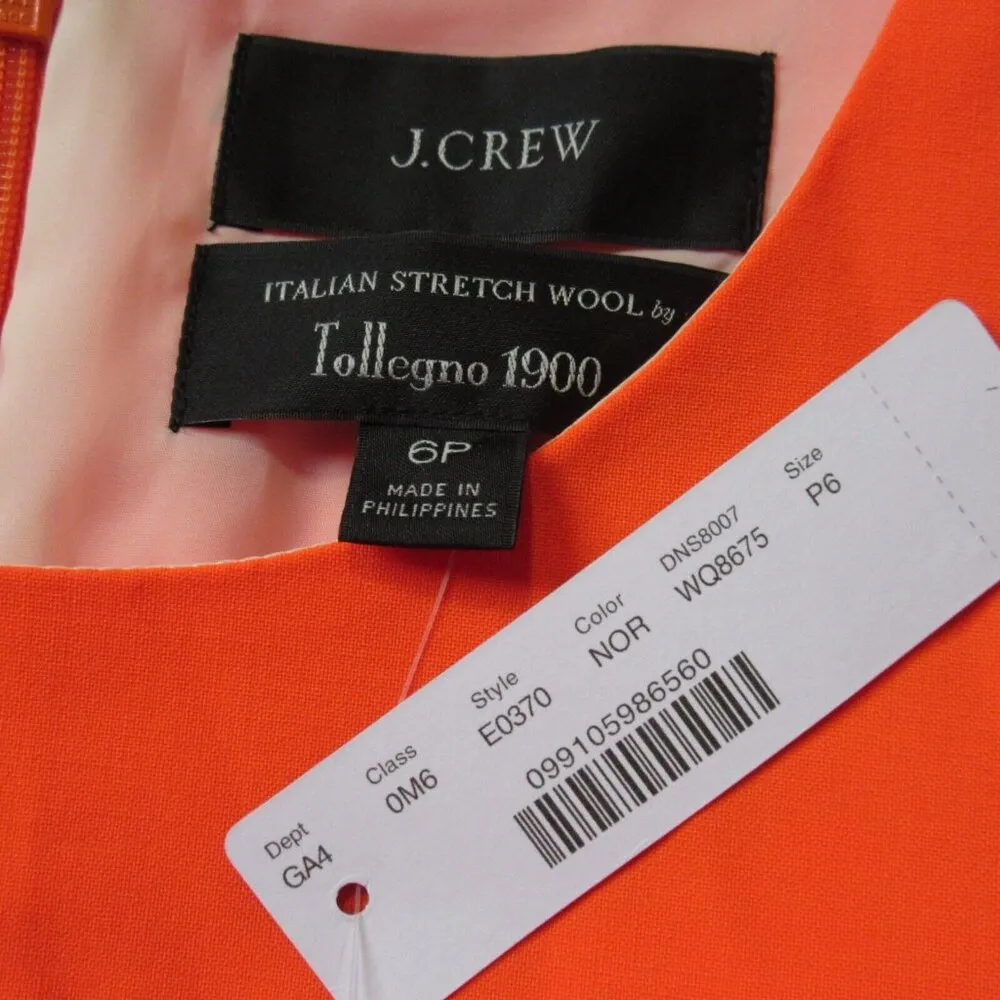 J.CREW
ITALIAN STRETCH WOOL by
Tollegno 1900
6P
MADE IN
PHILIPPINES
Dept
GA4
Class
0M6
Style
E0370
Color
NOR
DNS8007
WQ8675
Size
P6
099105986560